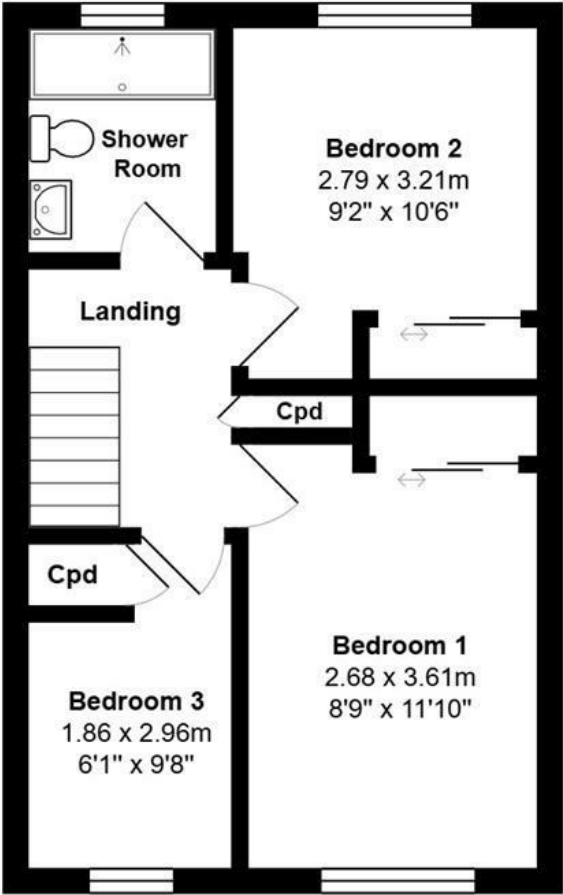 Shower
Room
Bedroom 2
2.79 x 3.21m
9'2" x 10'6"
Landing
Cpd
Cpd
Bedroom 1
2.68 x 3.61m
8'9" x 11'10"
Bedroom 3
1.86 x 2.96m
6'1" x 9'8"